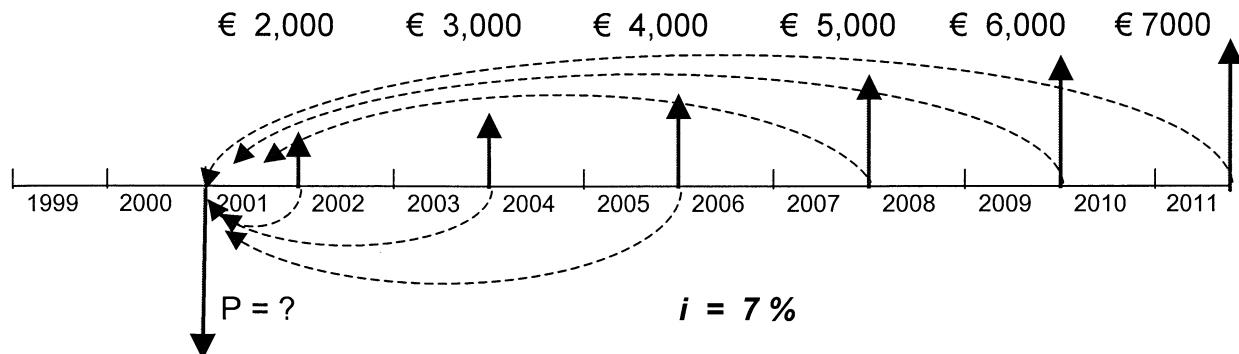 € 2,000 € 3,000 € 4,000 € 5,000 € 6,000 € 7000
1999 2000 2001 2002 2003 2004 2005 2006 2007 2008 2009 2010 2011
P = ? i = 7 %